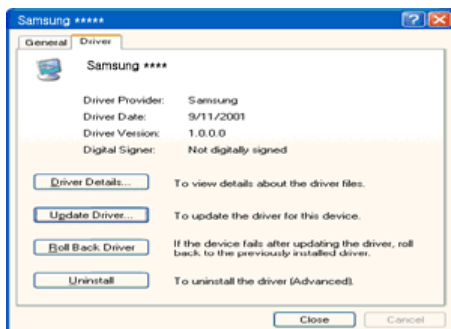 Samsung *****
General Driver
Samsung ****
Driver Provider: Samsung
Driver Date: 9/11/2001
Driver Version: 1.0.0.0
Digital Signer: Not digitally signed
Driver Details... To view details about the driver files.
Update Driver... To update the driver for this device.
Roll Back Driver If the device fails after updating the driver, roll
back to the previously installed driver.
Uninstall To uninstall the driver (Advanced).
Close Cancel